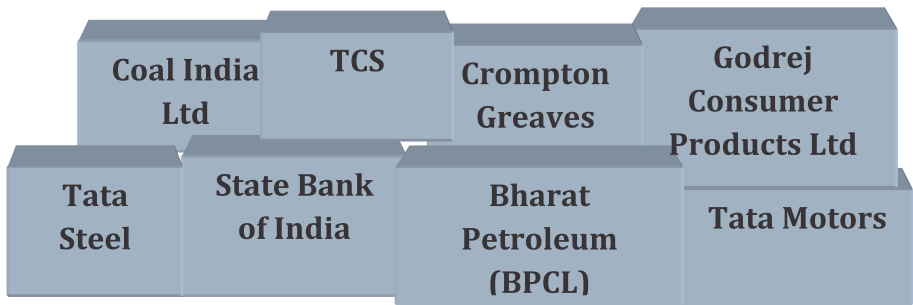 Coal India
Ltd
TCS
Crompton
Greaves
Godrej
Consumer
Products Ltd
Tata
Steel
State Bank
of India
Bharat
Petroleum
(BPCL)
Tata Motors